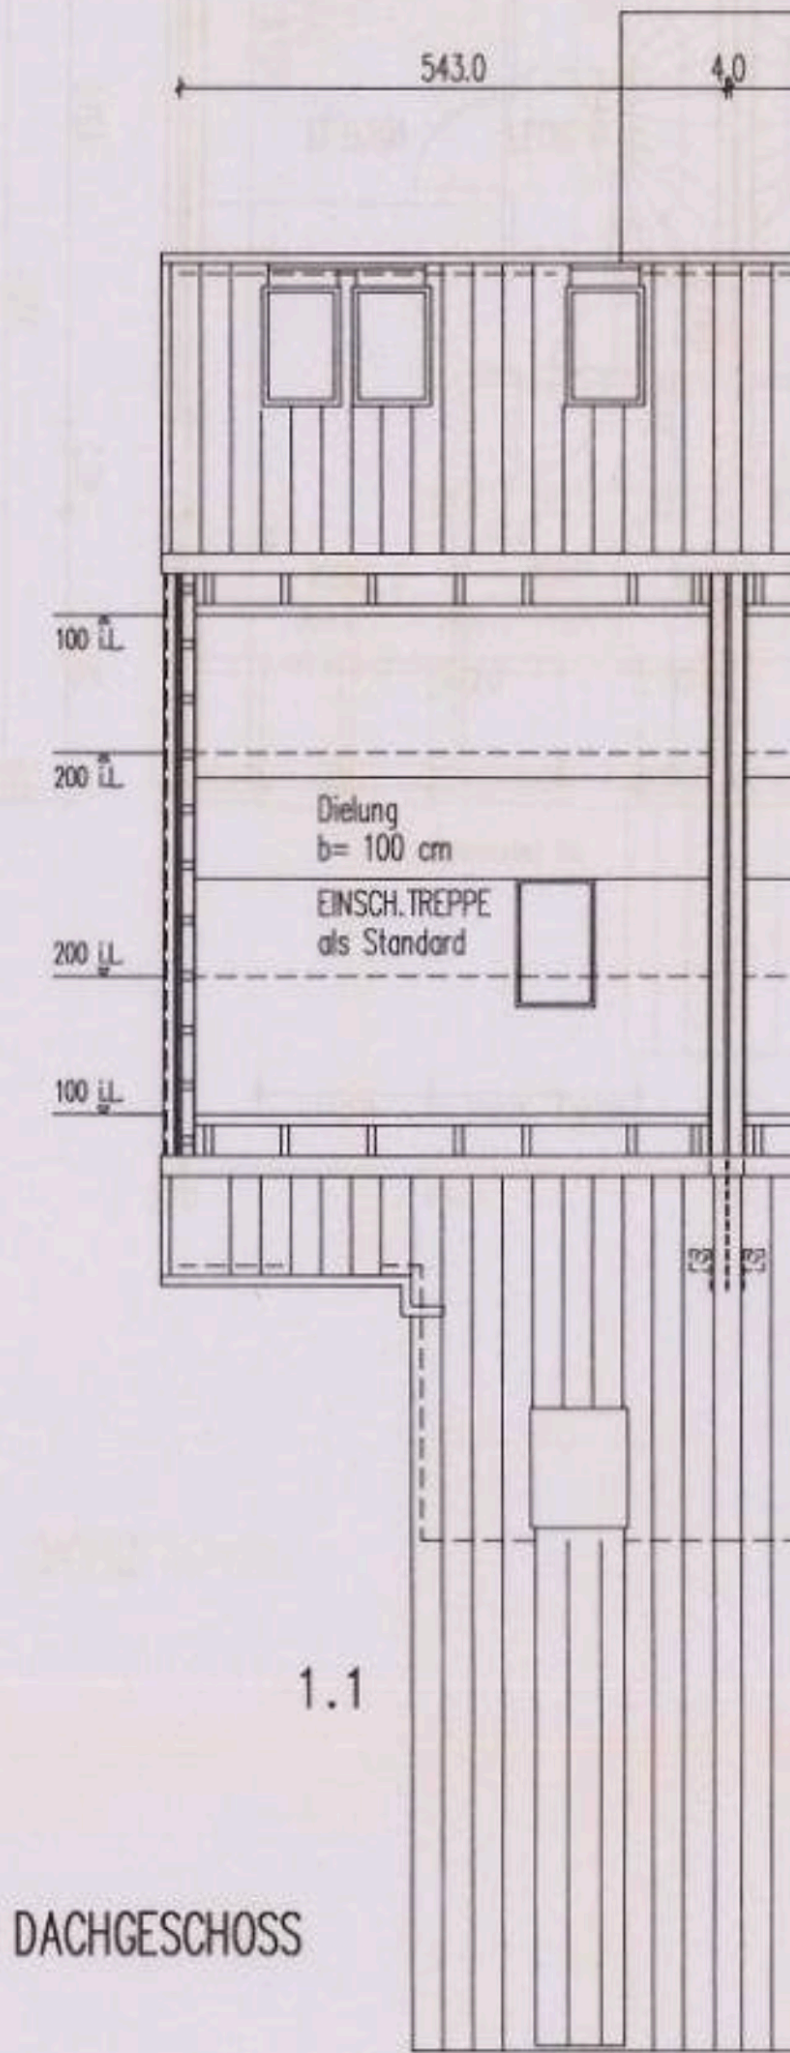 543.0
4.0
100 i.L.
200 i.L.
Dielung
b= 100 cm
EINSCH.TREPPE
als Standard
200 i.L.
100 i.L.
1.1
DACHGESCHOSS